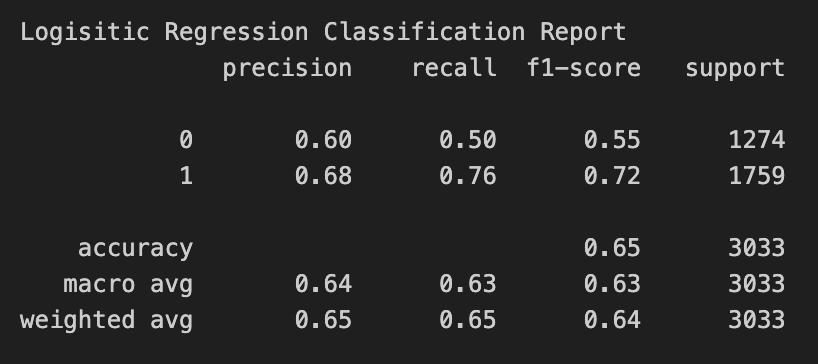 Logisitic Regression Classification Report
precision recall f1-score support
0 0.60 0.50 0.55 1274
1 0.68 0.76 0.72 1759
accuracy 0.65 3033
macro avg 0.64 0.63 0.63 3033
weighted avg 0.65 0.65 0.64 3033